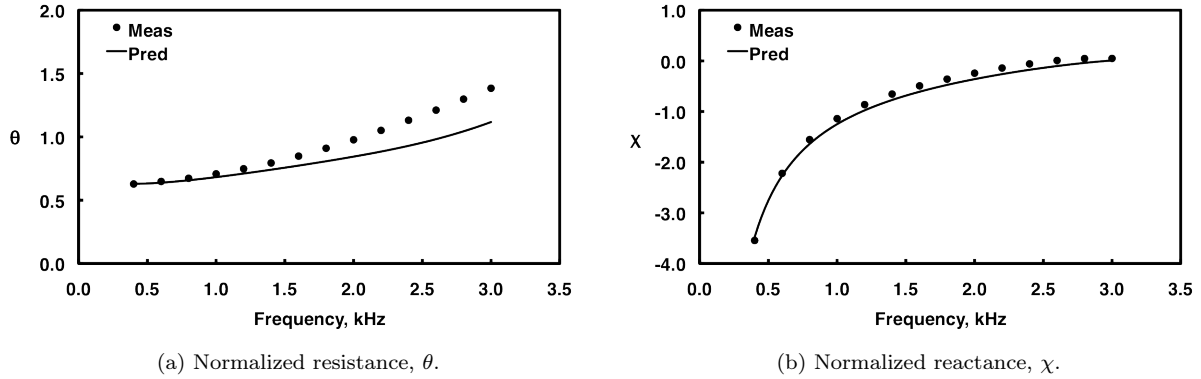 2.0
Meas
Pred
1.5
θ
1.0
0.5
0.0
0.0 0.5 1.0 1.5 2.0 2.5 3.0 3.5
Frequency, kHz
(a) Normalized resistance, θ.
1.0
Meas
Pred
0.0
-1.0
χ
-2.0
-3.0
-4.0
0.0 0.5 1.0 1.5 2.0 2.5 3.0 3.5
Frequency, kHz
(b) Normalized reactance, χ.